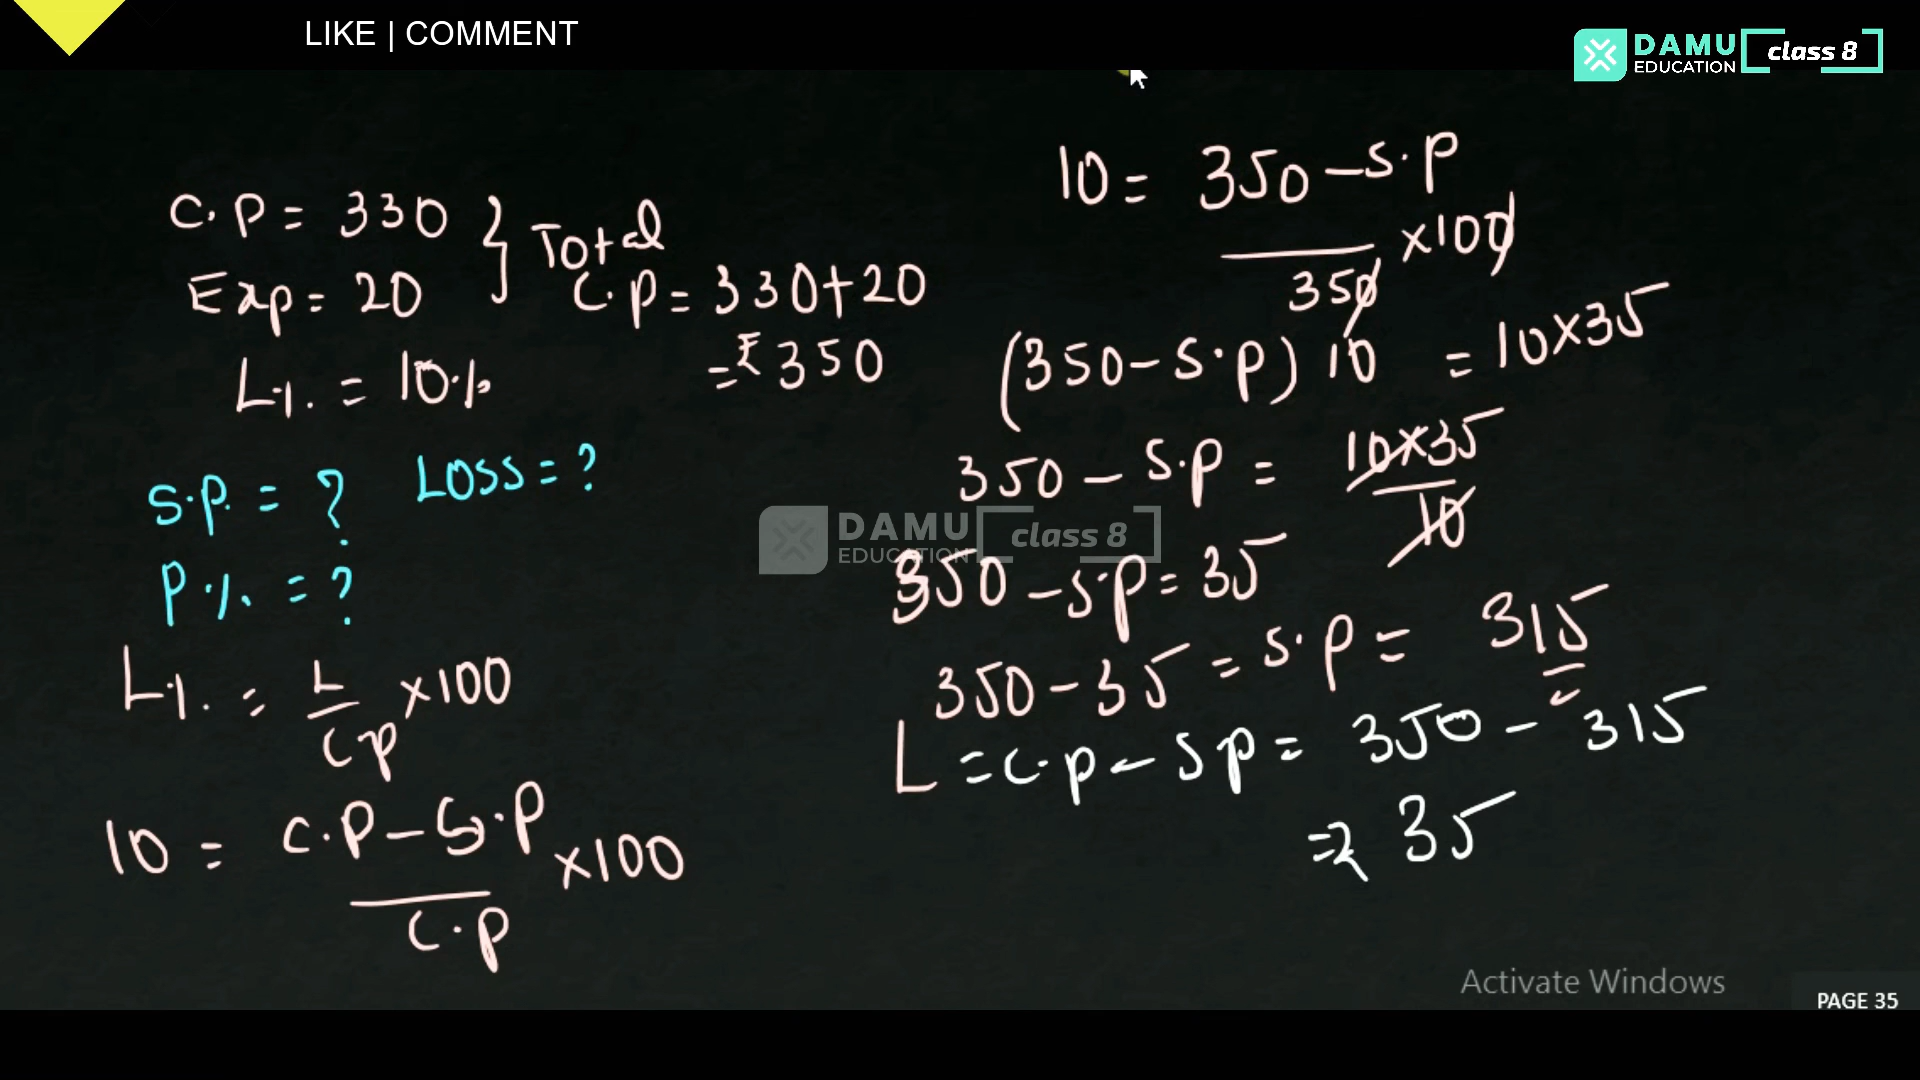 LIKE | COMMENT
DAMU
EDUCATION
class 8
C.P = 330
Exp = 20
} Total
C.P = 330+20
=₹350
L.%. = 10%
S.P. = ? LOSS = ?
P.%. = ?
L.%. = L/CP ×100
10 = C.P–S.P/C.P ×100
10 = 350–S.P/350 ×100
(350–S.P) 10 = 10×35
350 – S.P = 10×35/10
DAMU
EDUCATION
class 8
350–S.P = 35
350–35 = S.P = 315
L = C.P – SP = 350 – 315
=₹ 35
Activate Windows
PAGE 35